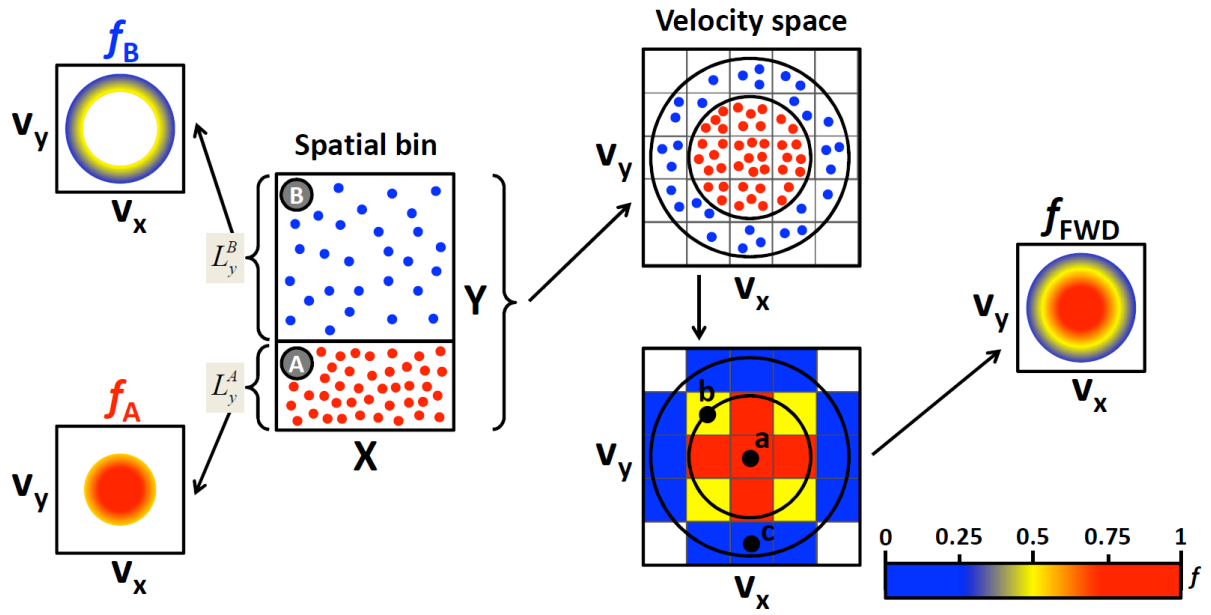 f_B
v_y
v_x
L_y^B
L_y^A
f_A
v_y
v_x
Spatial bin
B
A
Y
X
Velocity space
v_y
v_x
b
a
c
v_y
v_x
f_FWD
v_y
v_x
0 0.25 0.5 0.75 1
f